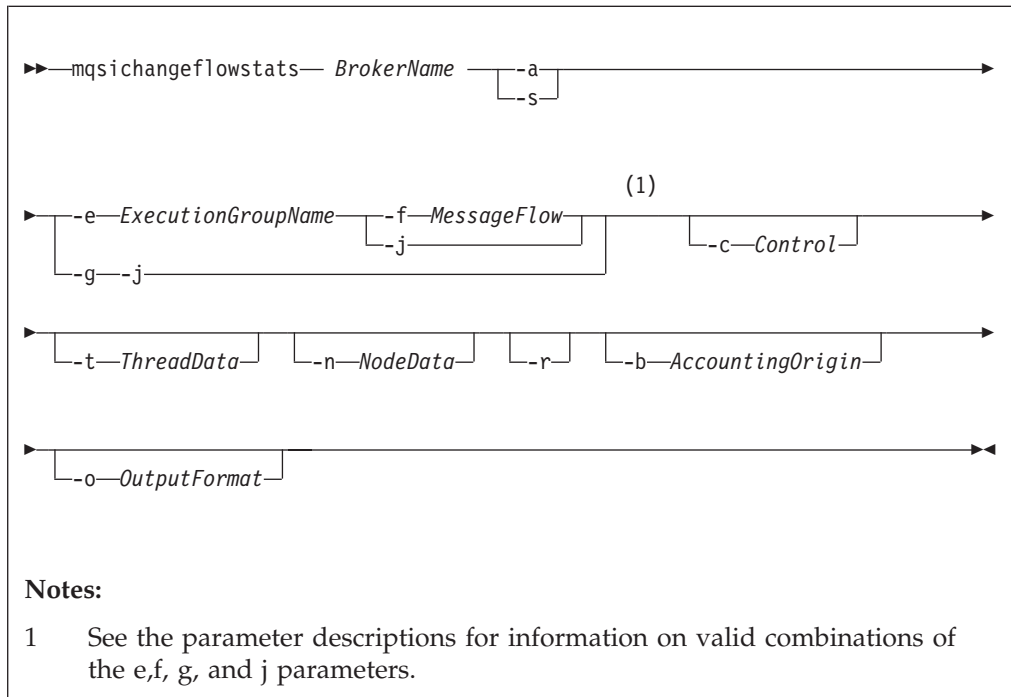 mqsichangeflowstats BrokerName -a
-s
(1)
-e ExecutionGroupName -f MessageFlow
-j -c Control
-g -j
-t ThreadData -n NodeData -r -b AccountingOrigin
-o OutputFormat
Notes:
1 See the parameter descriptions for information on valid combinations of
the e,f, g, and j parameters.